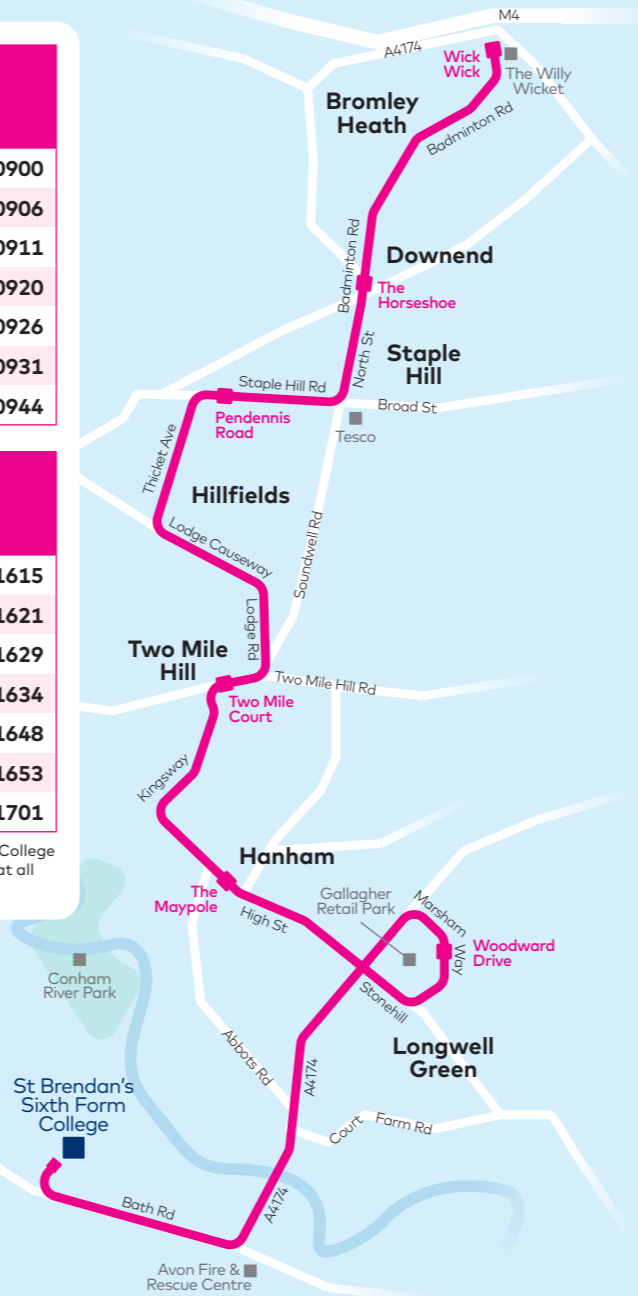 0900
0906
0911
0920
0926
0931
0944
1615
1621
1629
1634
1648
1653
1701
College
at all
M4
A4174
Wick
Wick
The Willy
Wicket
Bromley
Heath
Badminton Rd
Badminton Rd
Downend
The
Horseshoe
North St
Staple
Hill
Staple Hill Rd
Broad St
Pendennis
Road
Tesco
Thicket Ave
Hillfields
Lodge Causeway
Soundwell Rd
Lodge Rd
Two Mile
Hill
Two Mile Hill Rd
Two Mile
Court
Kingsway
Hanham
The
Maypole
High St
Gallagher
Retail Park
Marsham
Way
Woodward
Drive
Stonehill
Conham
River Park
Longwell
Green
Abbots Rd
A4174
Court Farm Rd
St Brendan's
Sixth Form
College
Bath Rd
A4174
Avon Fire &
Rescue Centre